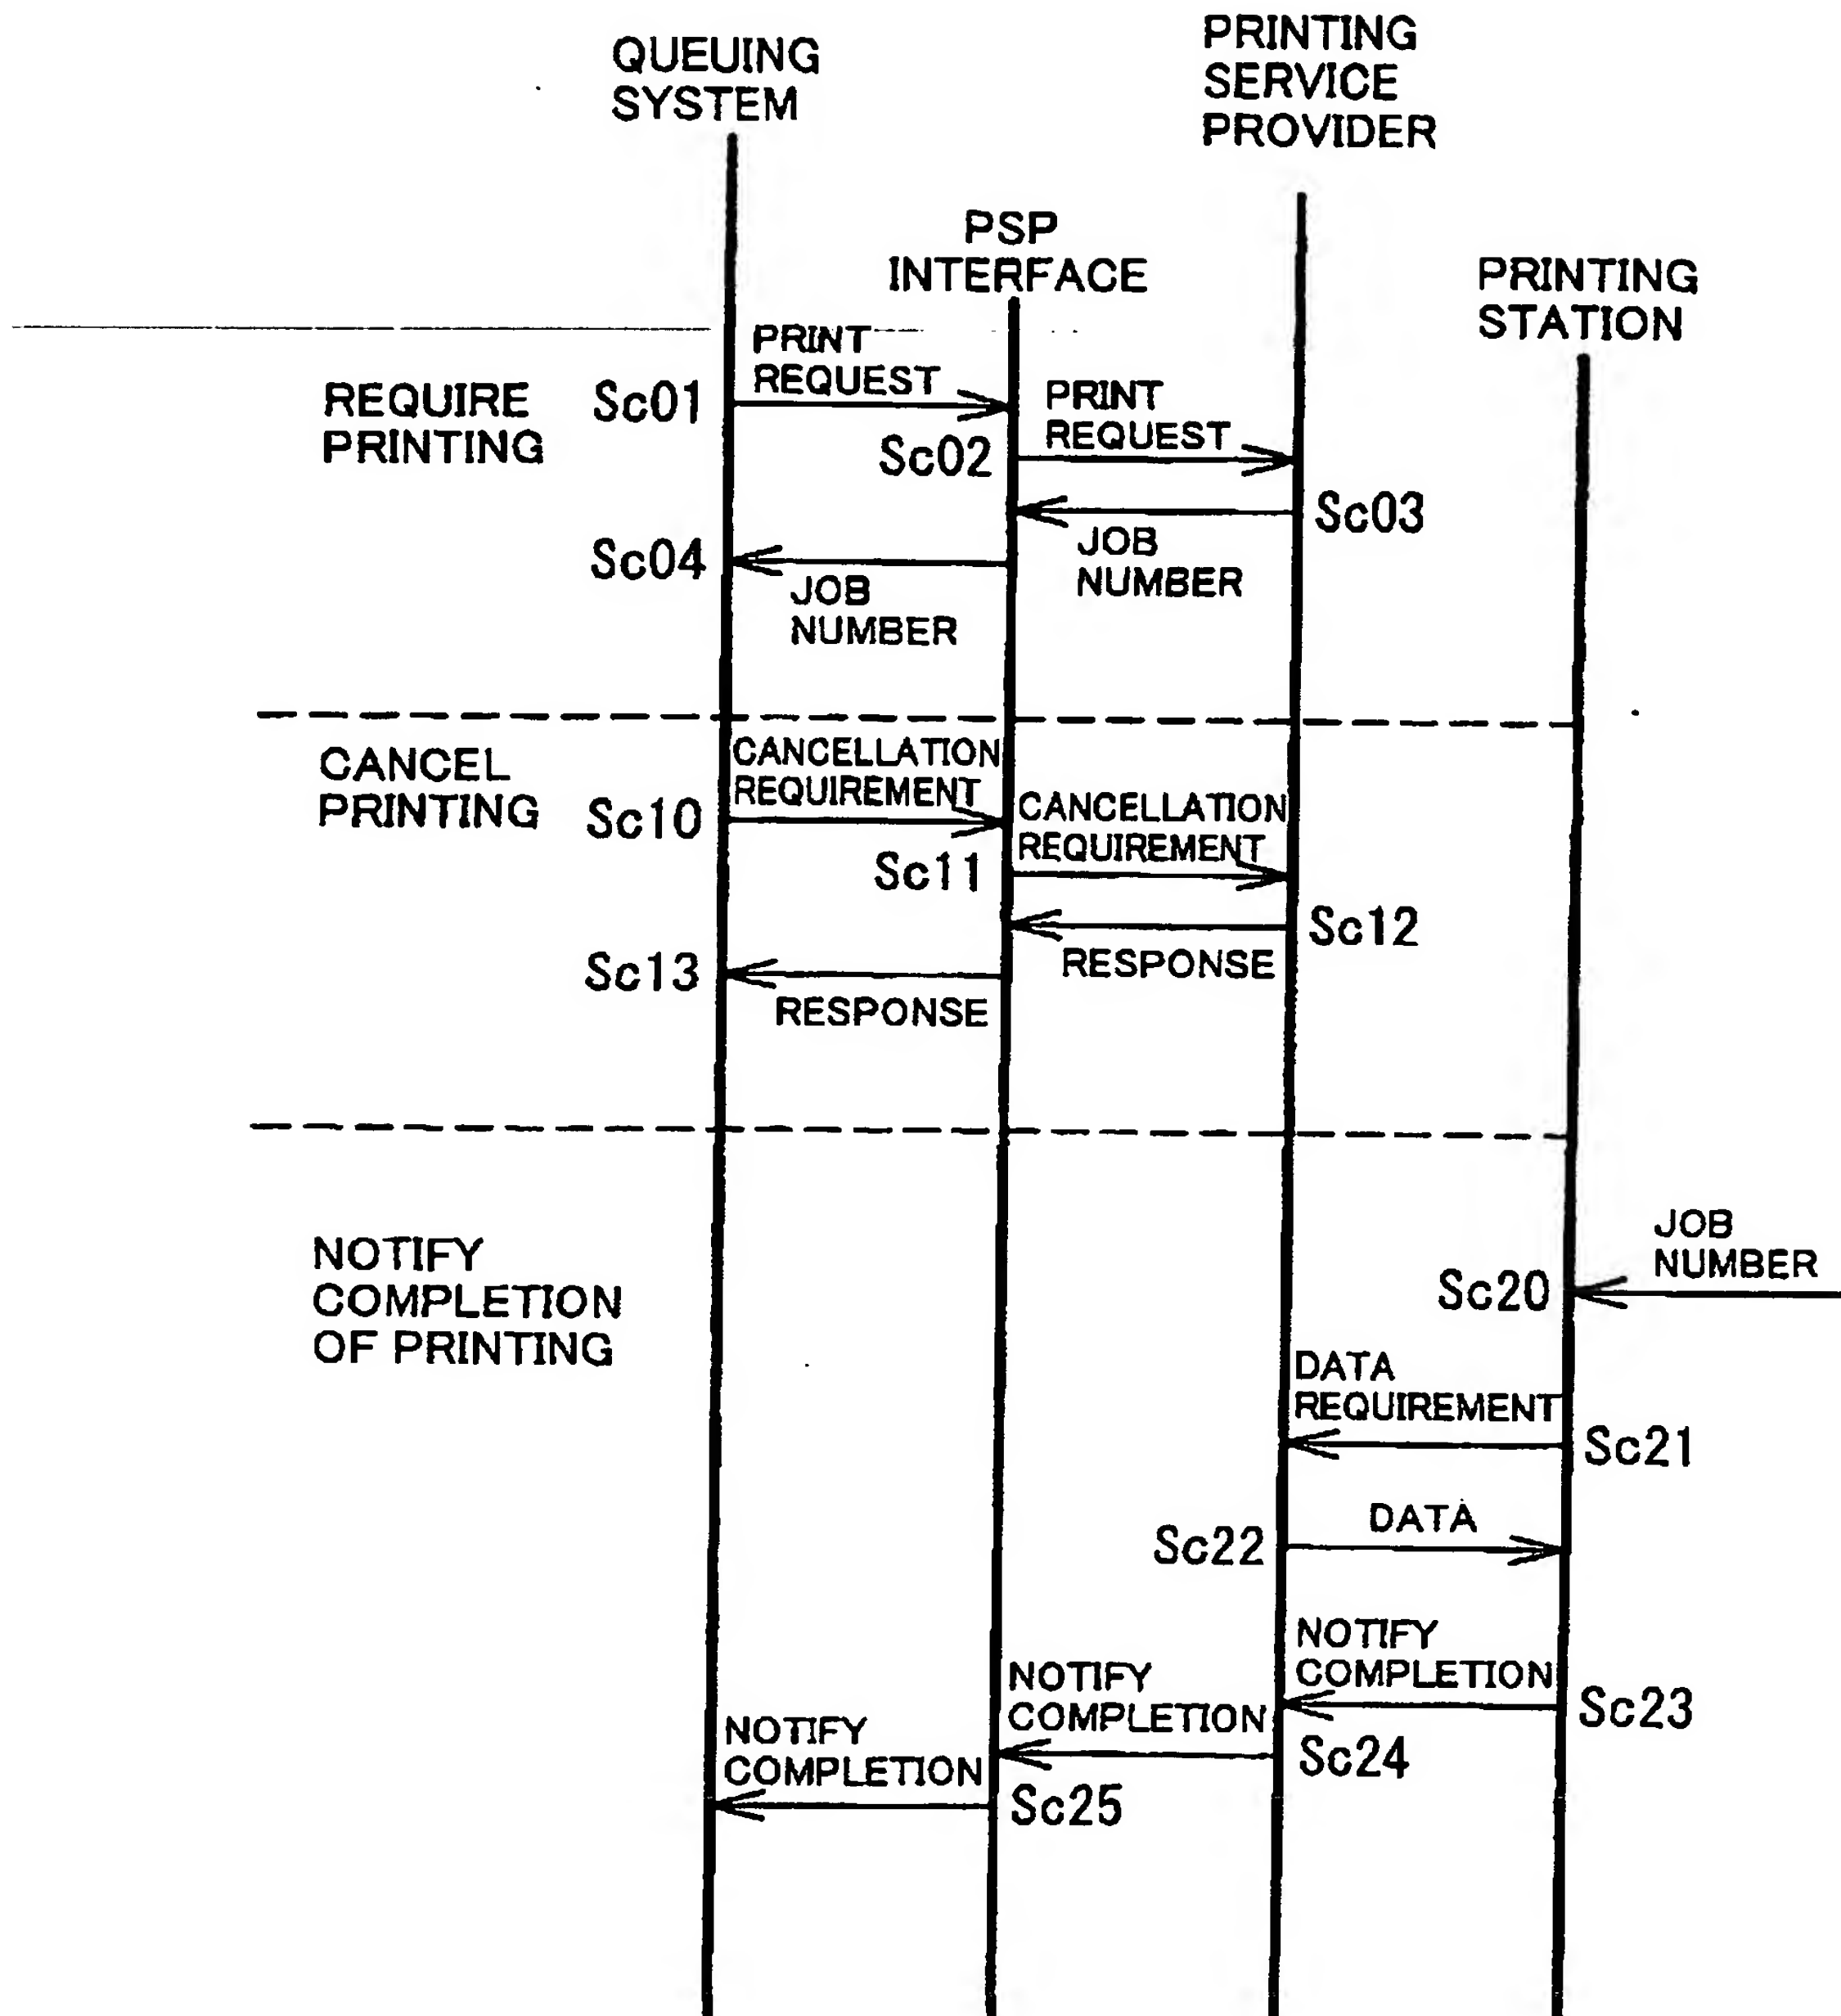 QUEUING
SYSTEM
PRINTING
SERVICE
PROVIDER
PSP
INTERFACE
PRINTING
STATION
REQUIRE
PRINTING
Sc01
PRINT
REQUEST
Sc02
PRINT
REQUEST
Sc03
JOB
NUMBER
Sc04
JOB
NUMBER
CANCEL
PRINTING
Sc10
CANCELLATION
REQUIREMENT
Sc11
CANCELLATION
REQUIREMENT
Sc12
RESPONSE
Sc13
RESPONSE
NOTIFY
COMPLETION
OF PRINTING
JOB
NUMBER
Sc20
DATA
REQUIREMENT
Sc21
Sc22
DATA
NOTIFY
COMPLETION
Sc23
NOTIFY
COMPLETION
Sc24
NOTIFY
COMPLETION
Sc25